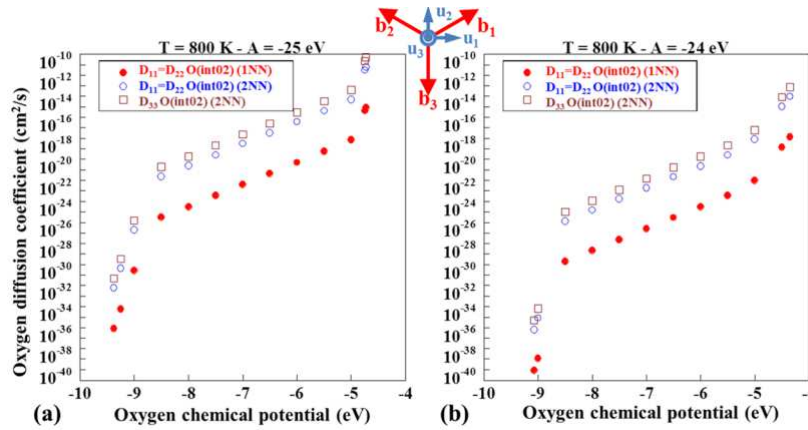 b₂ u₂ b₁
u₃ u₁
b₃
T = 800 K - A = -25 eV
T = 800 K - A = -24 eV
D₁₁=D₂₂ O(int02) (1NN)
D₁₁=D₂₂ O(int02) (2NN)
D₃₃ O(int02) (2NN)
D₁₁=D₂₂ O(int02) (1NN)
D₁₁=D₂₂ O(int02) (2NN)
D₃₃ O(int02) (2NN)
Oxygen diffusion coefficient (cm²/s)
10⁻¹⁰
10⁻¹²
10⁻¹⁴
10⁻¹⁶
10⁻¹⁸
10⁻²⁰
10⁻²²
10⁻²⁴
10⁻²⁶
10⁻²⁸
10⁻³⁰
10⁻³²
10⁻³⁴
10⁻³⁶
10⁻³⁸
10⁻⁴⁰
10⁻¹⁰
10⁻¹²
10⁻¹⁴
10⁻¹⁶
10⁻¹⁸
10⁻²⁰
10⁻²²
10⁻²⁴
10⁻²⁶
10⁻²⁸
10⁻³⁰
10⁻³²
10⁻³⁴
10⁻³⁶
10⁻³⁸
10⁻⁴⁰
-10 -9 -8 -7 -6 -5 -4
-10 -9 -8 -7 -6 -5 -4
(a) Oxygen chemical potential (eV)
(b) Oxygen chemical potential (eV)